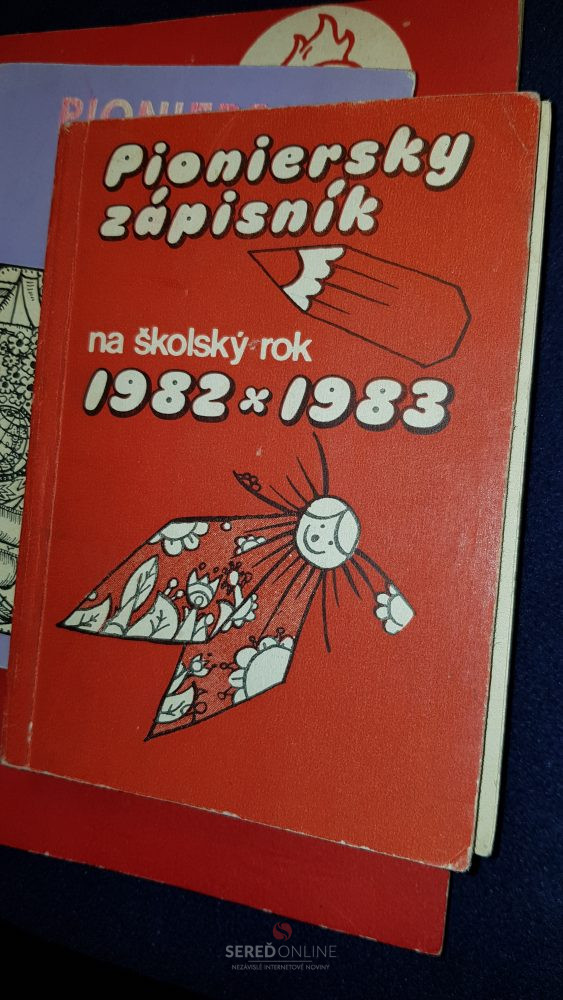 Pioniersky
zápisník
na školský rok
1982 x 1983
SEREĎONLINE
NEZÁVISLÉ INTERNETOVÉ NOVINY